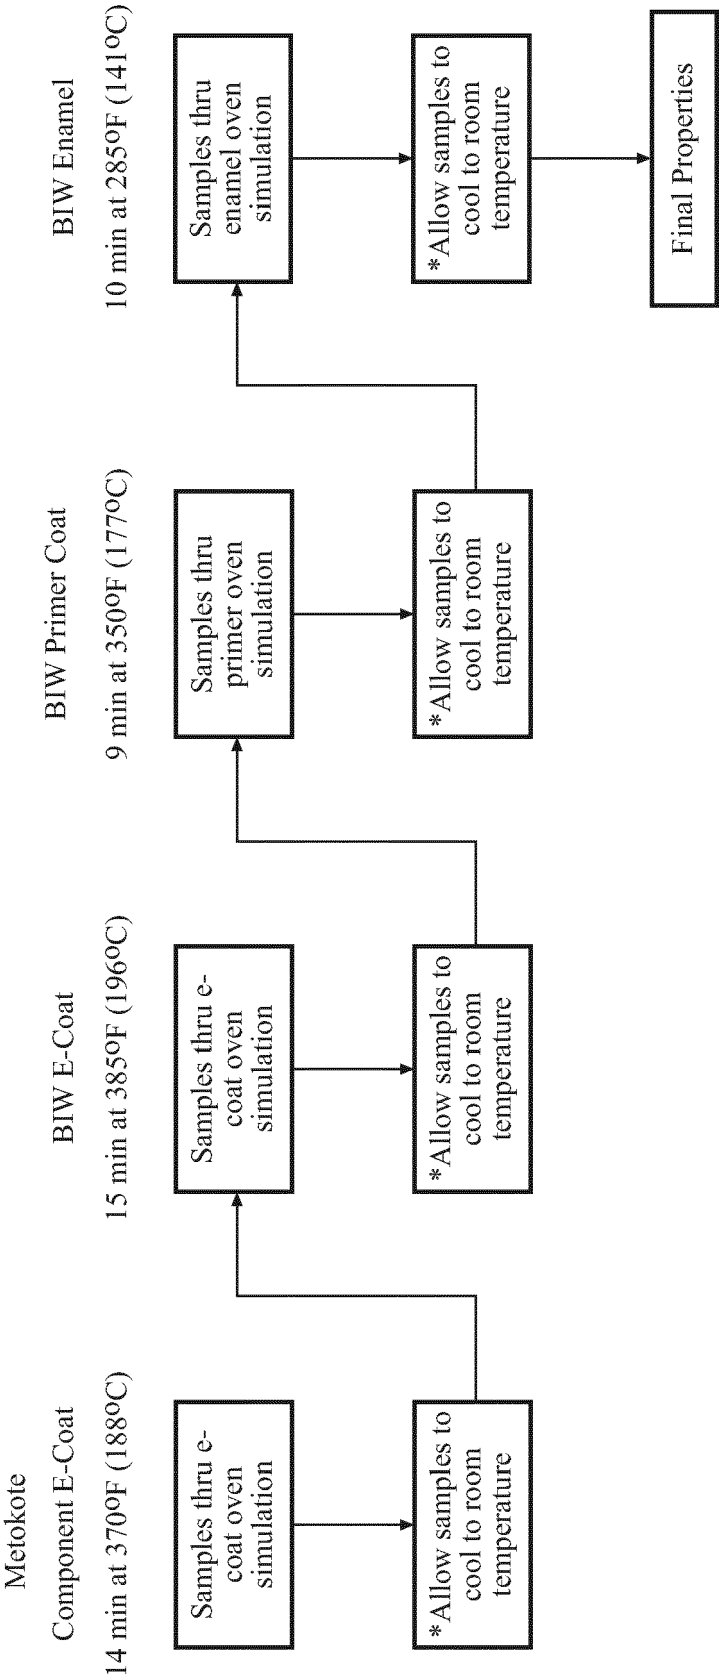 Metokote
Component E-Coat
14 min at 370ºF (188ºC)
Samples thru e-
coat oven
simulation
*Allow samples to
cool to room
temperature
BIW E-Coat
15 min at 385ºF (196ºC)
Samples thru e-
coat oven
simulation
*Allow samples to
cool to room
temperature
BIW Primer Coat
9 min at 350ºF (177ºC)
Samples thru
primer oven
simulation
*Allow samples to
cool to room
temperature
BIW Enamel
10 min at 285ºF (141ºC)
Samples thru
enamel oven
simulation
*Allow samples to
cool to room
temperature
Final Properties